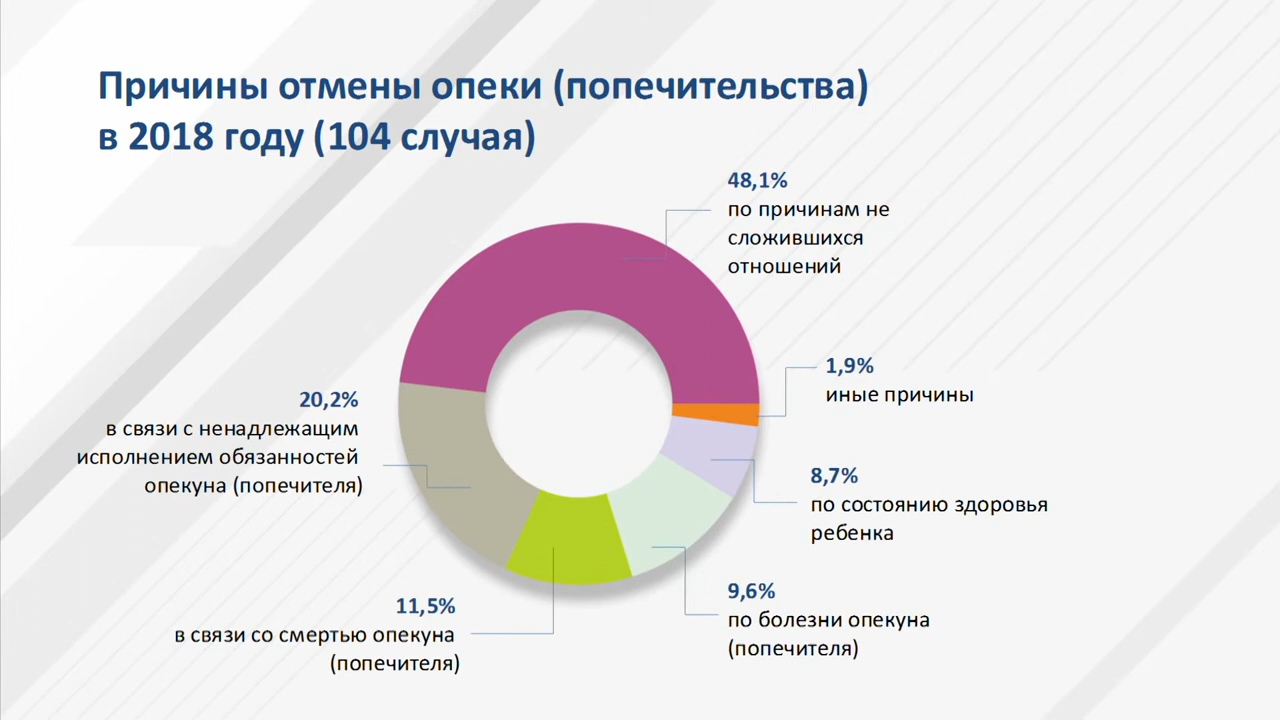 Причины отмены опеки (попечительства)
в 2018 году (104 случая)
48,1%
по причинам не
сложившихся
отношений
1,9%
иные причины
20,2%
в связи с ненадлежащим
исполнением обязанностей
опекуна (попечителя)
8,7%
по состоянию здоровья
ребенка
9,6%
по болезни опекуна
(попечителя)
11,5%
в связи со смертью опекуна
(попечителя)